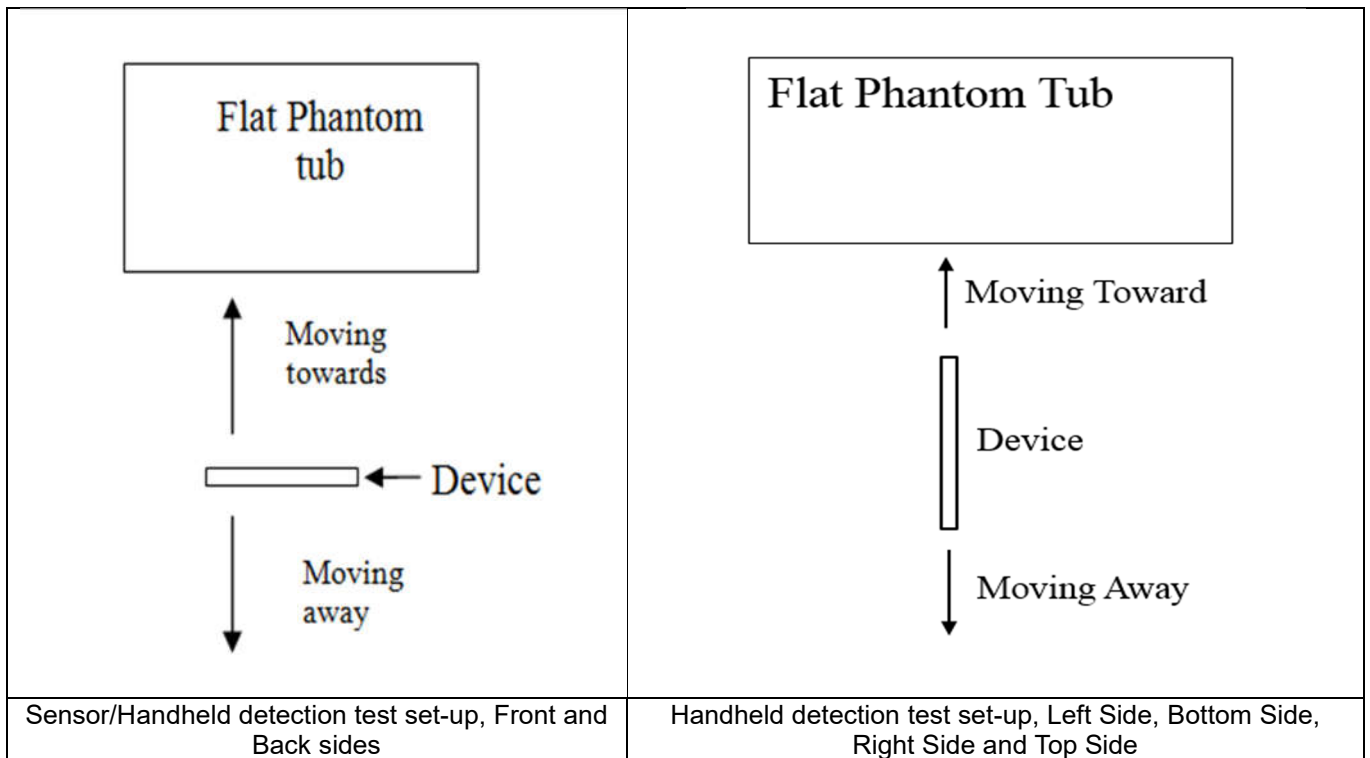 Flat Phantom
tub
Moving
towards
Device
Moving
away
Sensor/Handheld detection test set-up, Front and
Back sides
Flat Phantom Tub
Moving Toward
Device
Moving Away
Handheld detection test set-up, Left Side, Bottom Side,
Right Side and Top Side